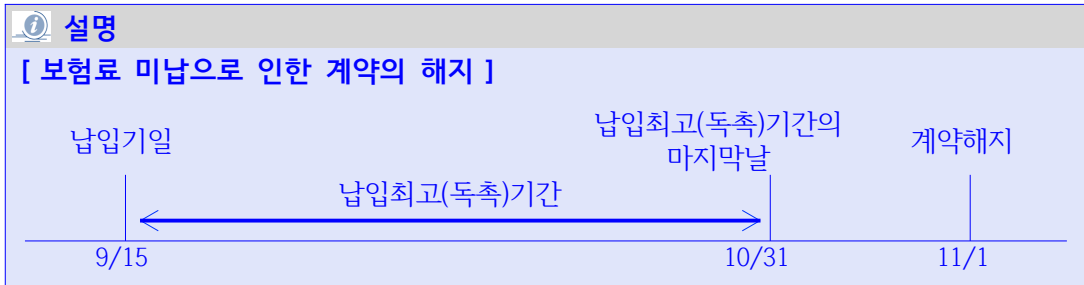 설명
[ 보험료 미납으로 인한 계약의 해지 ]
납입기일
납입최고(독촉)기간의
마지막날
계약해지
납입최고(독촉)기간
9/15
10/31
11/1